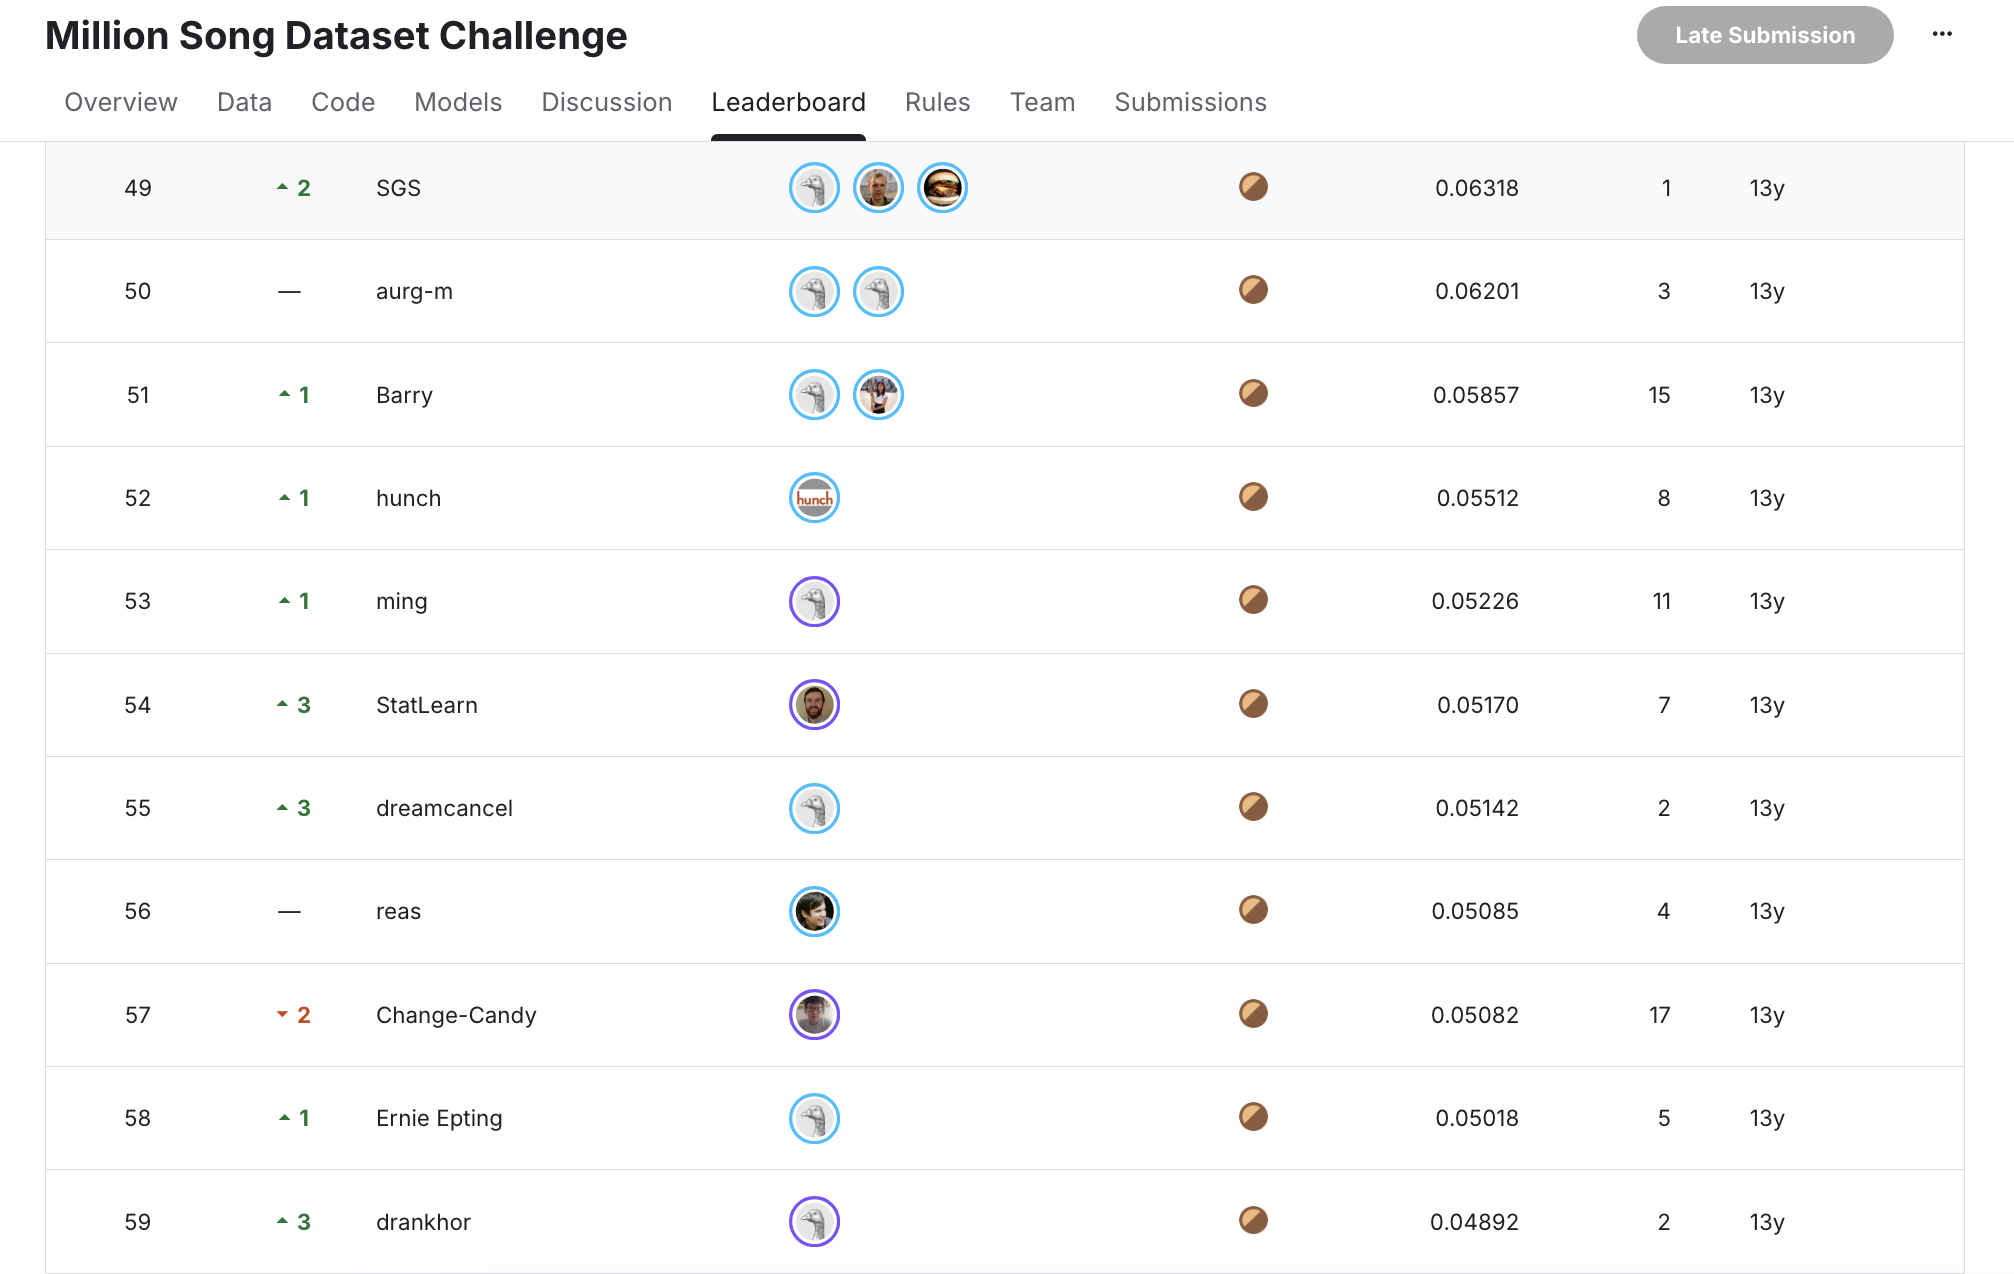 Million Song Dataset Challenge
Late Submission
Overview Data Code Models Discussion Leaderboard Rules Team Submissions
49 2 SGS 0.06318 1 13y
50 — aurg-m 0.06201 3 13y
51 1 Barry 0.05857 15 13y
52 1 hunch hunch 0.05512 8 13y
53 1 ming 0.05226 11 13y
54 3 StatLearn 0.05170 7 13y
55 3 dreamcancel 0.05142 2 13y
56 — reas 0.05085 4 13y
57 2 Change-Candy 0.05082 17 13y
58 1 Ernie Epting 0.05018 5 13y
59 3 drankhor 0.04892 2 13y